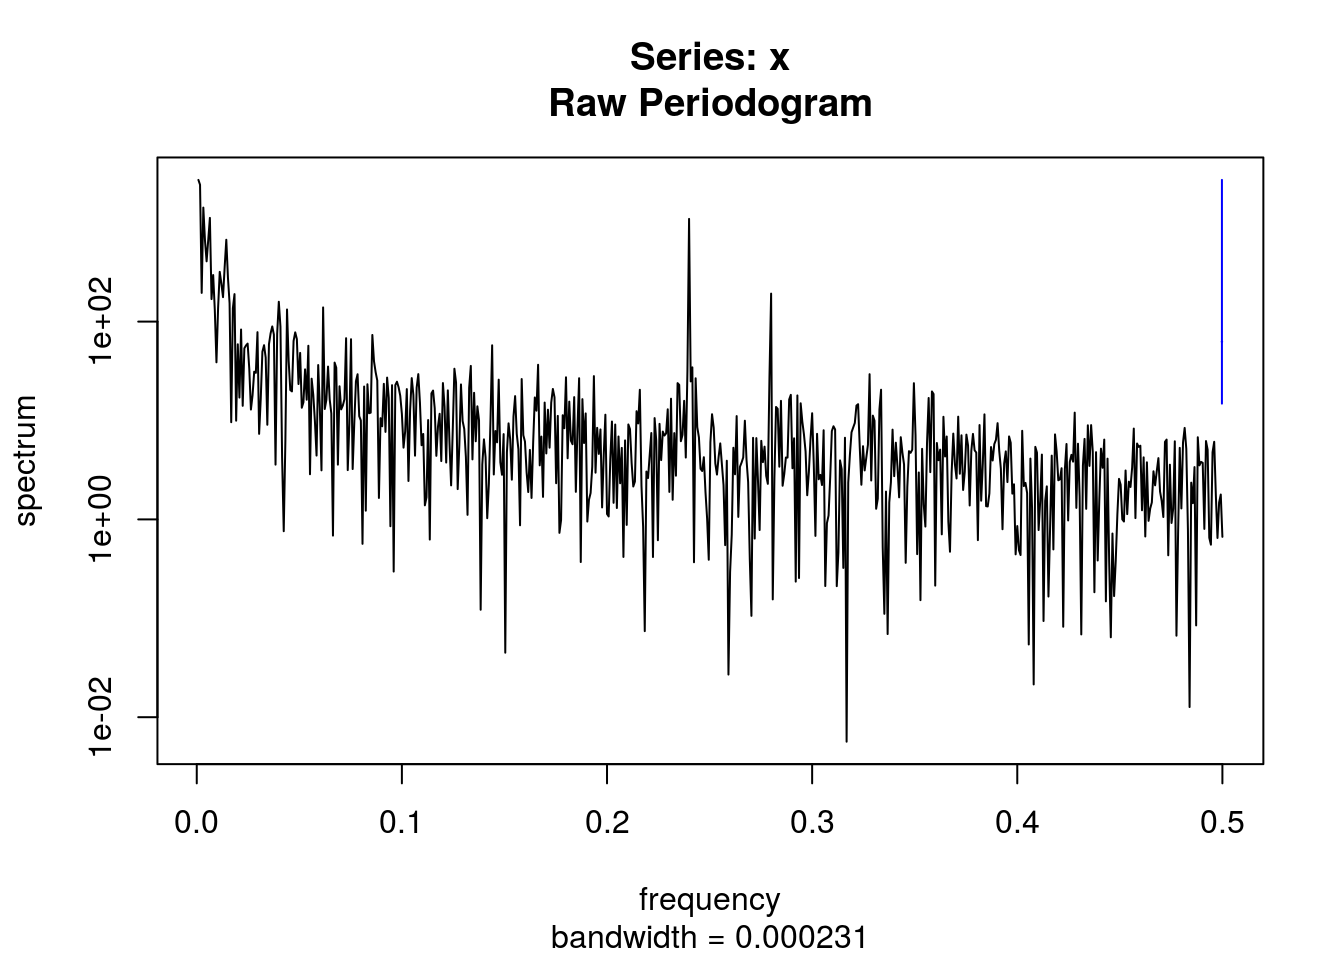 Series: x
Raw Periodogram
spectrum
1e+02
1e+00
1e-02
0.0 0.1 0.2 0.3 0.4 0.5
frequency
bandwidth = 0.000231